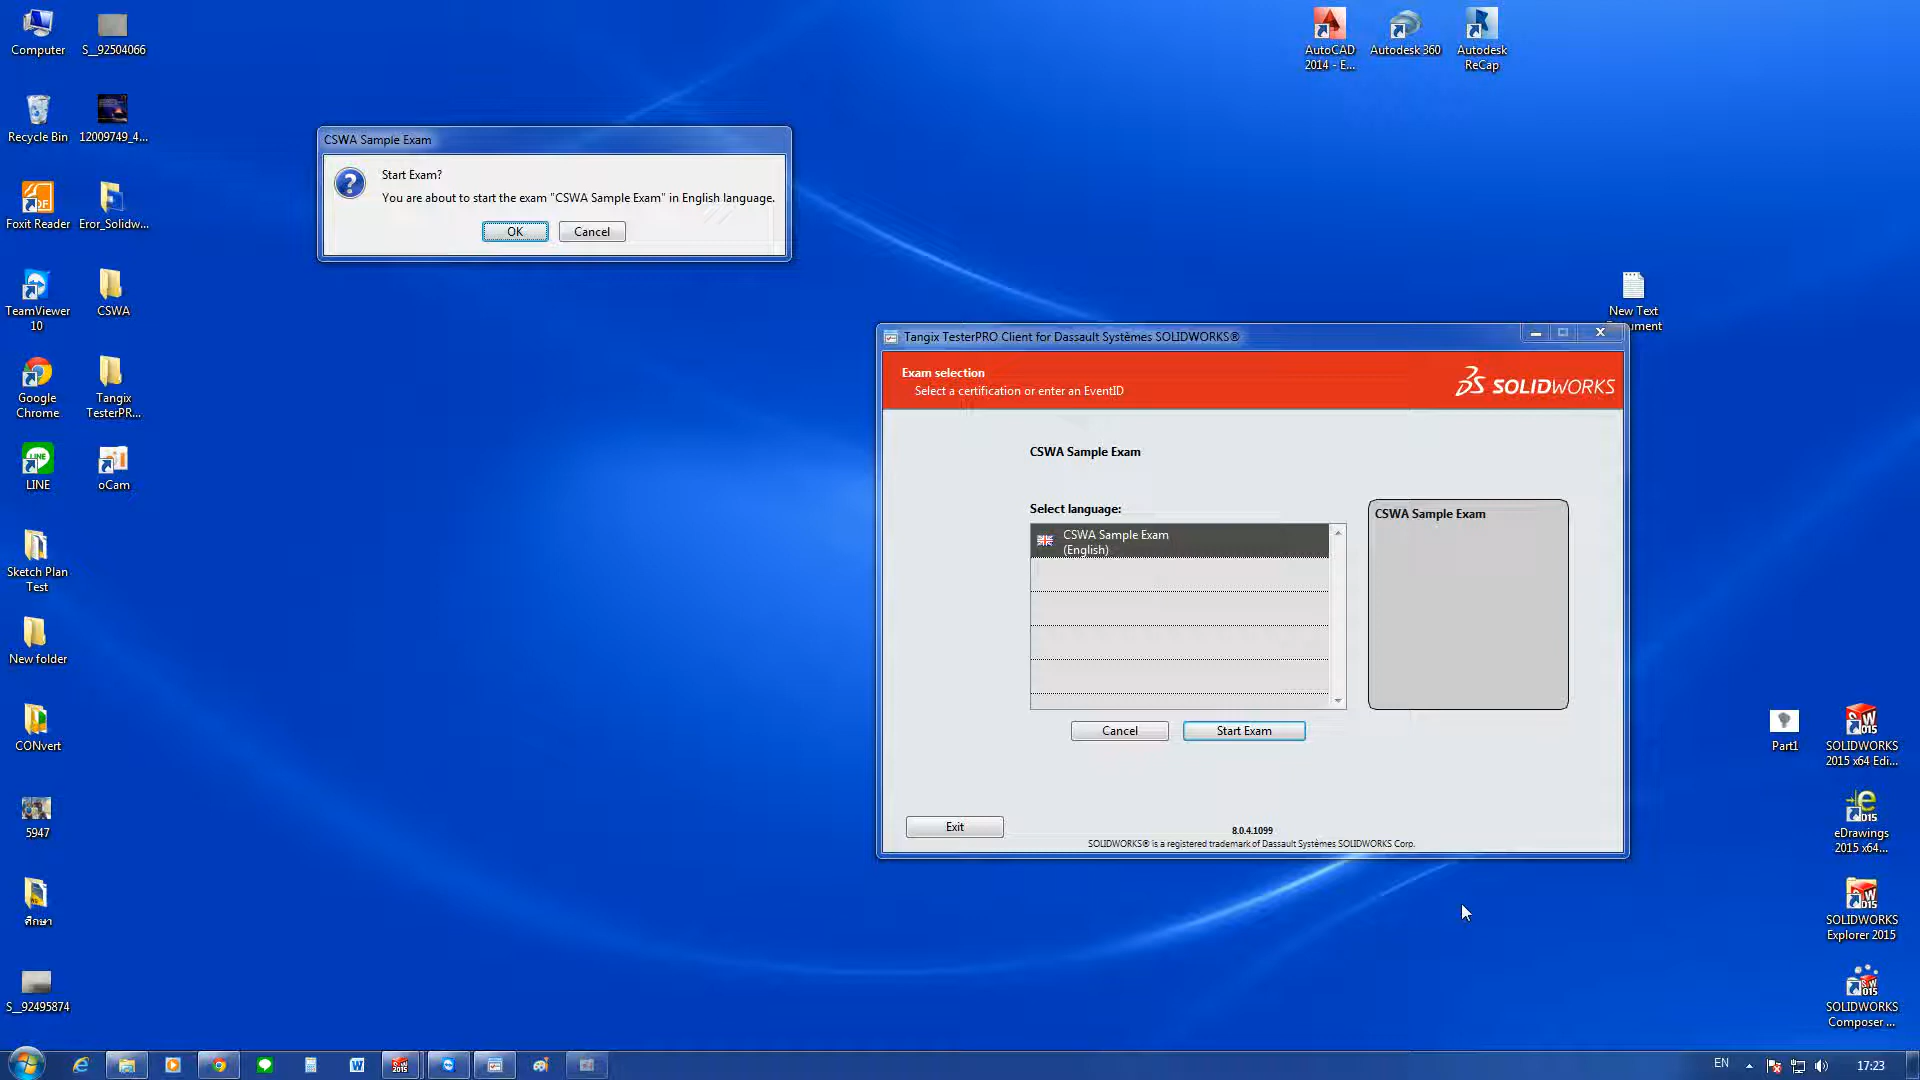 Computer
S__92504066
Recycle Bin
12009749_4...
Foxit Reader
Eror_Solidw...
TeamViewer
10
CSWA
Google
Chrome
Tangix
TesterPR...
LINE
oCam
Sketch Plan
Test
New folder
CONvert
5947
ศึกษา
S__92495874
AutoCAD
2014 - E...
Autodesk 360
Autodesk
ReCap
CSWA Sample Exam
Start Exam?
You are about to start the exam "CSWA Sample Exam" in English language.
OK
Cancel
New Text
Document
Tangix TesterPRO Client for Dassault Systèmes SOLIDWORKS®
Exam selection
Select a certification or enter an EventID
SOLIDWORKS
CSWA Sample Exam
Select language:
CSWA Sample Exam
(English)
CSWA Sample Exam
Cancel
Start Exam
Exit
8.0.4.1099
SOLIDWORKS® is a registered trademark of Dassault Systèmes SOLIDWORKS Corp.
Part1
SOLIDWORKS
2015 x64 Edi...
eDrawings
2015 x64...
SOLIDWORKS
Explorer 2015
SOLIDWORKS
Composer ...
EN
17:23